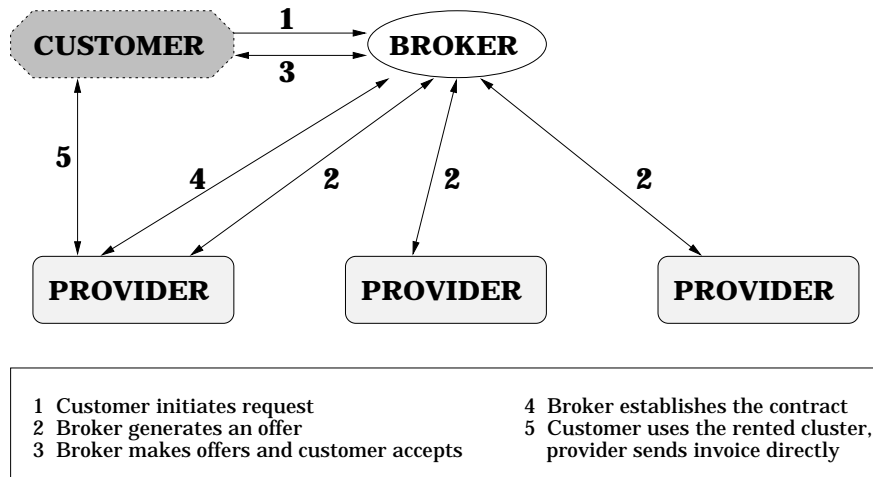 1
CUSTOMER
BROKER
3
5
4
2
2
2
PROVIDER
PROVIDER
PROVIDER
1 Customer initiates request
2 Broker generates an offer
3 Broker makes offers and customer accepts
4 Broker establishes the contract
5 Customer uses the rented cluster,
provider sends invoice directly